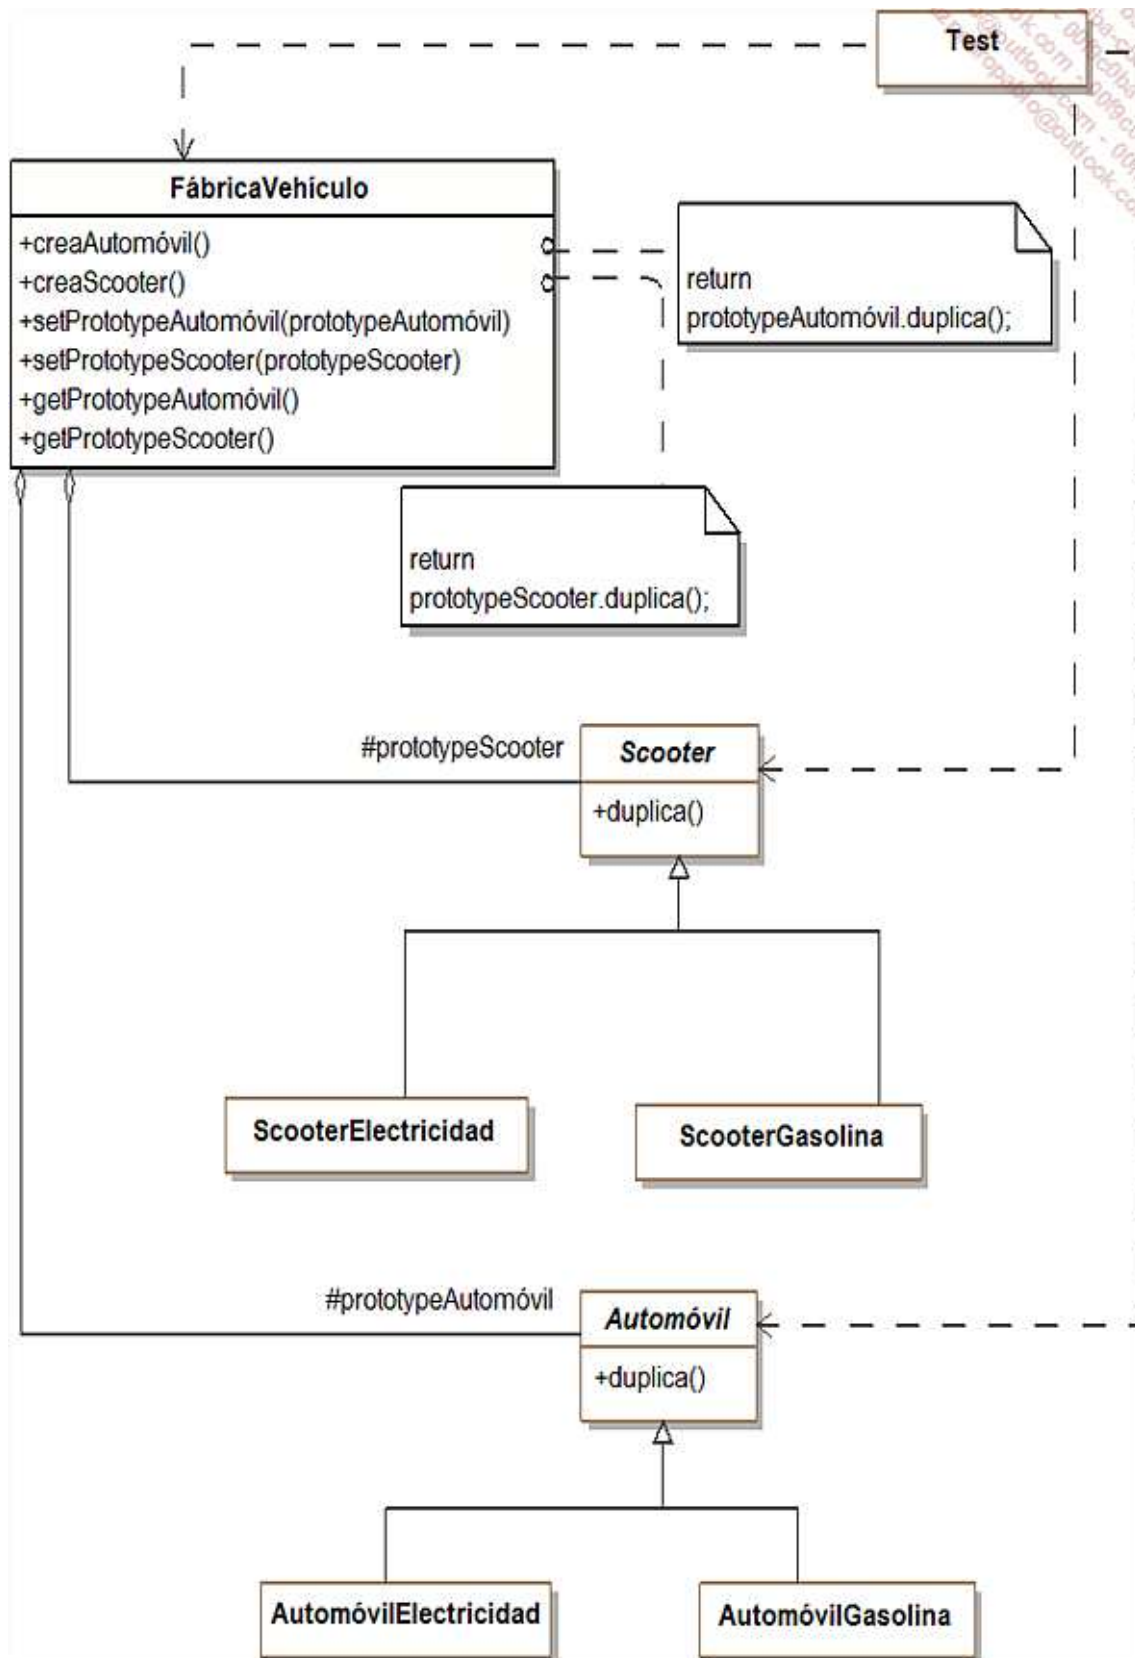 Test
FábricaVehículo
+creaAutomóvil()
+creaScooter()
+setPrototypeAutomóvil(prototypeAutomóvil)
+setPrototypeScooter(prototypeScooter)
+getPrototypeAutomóvil()
+getPrototypeScooter()
return
prototypeAutomóvil.duplica();
return
prototypeScooter.duplica();
#prototypeScooter
Scooter
+duplica()
ScooterElectricidad
ScooterGasolina
#prototypeAutomóvil
Automóvil
+duplica()
AutomóvilElectricidad
AutomóvilGasolina